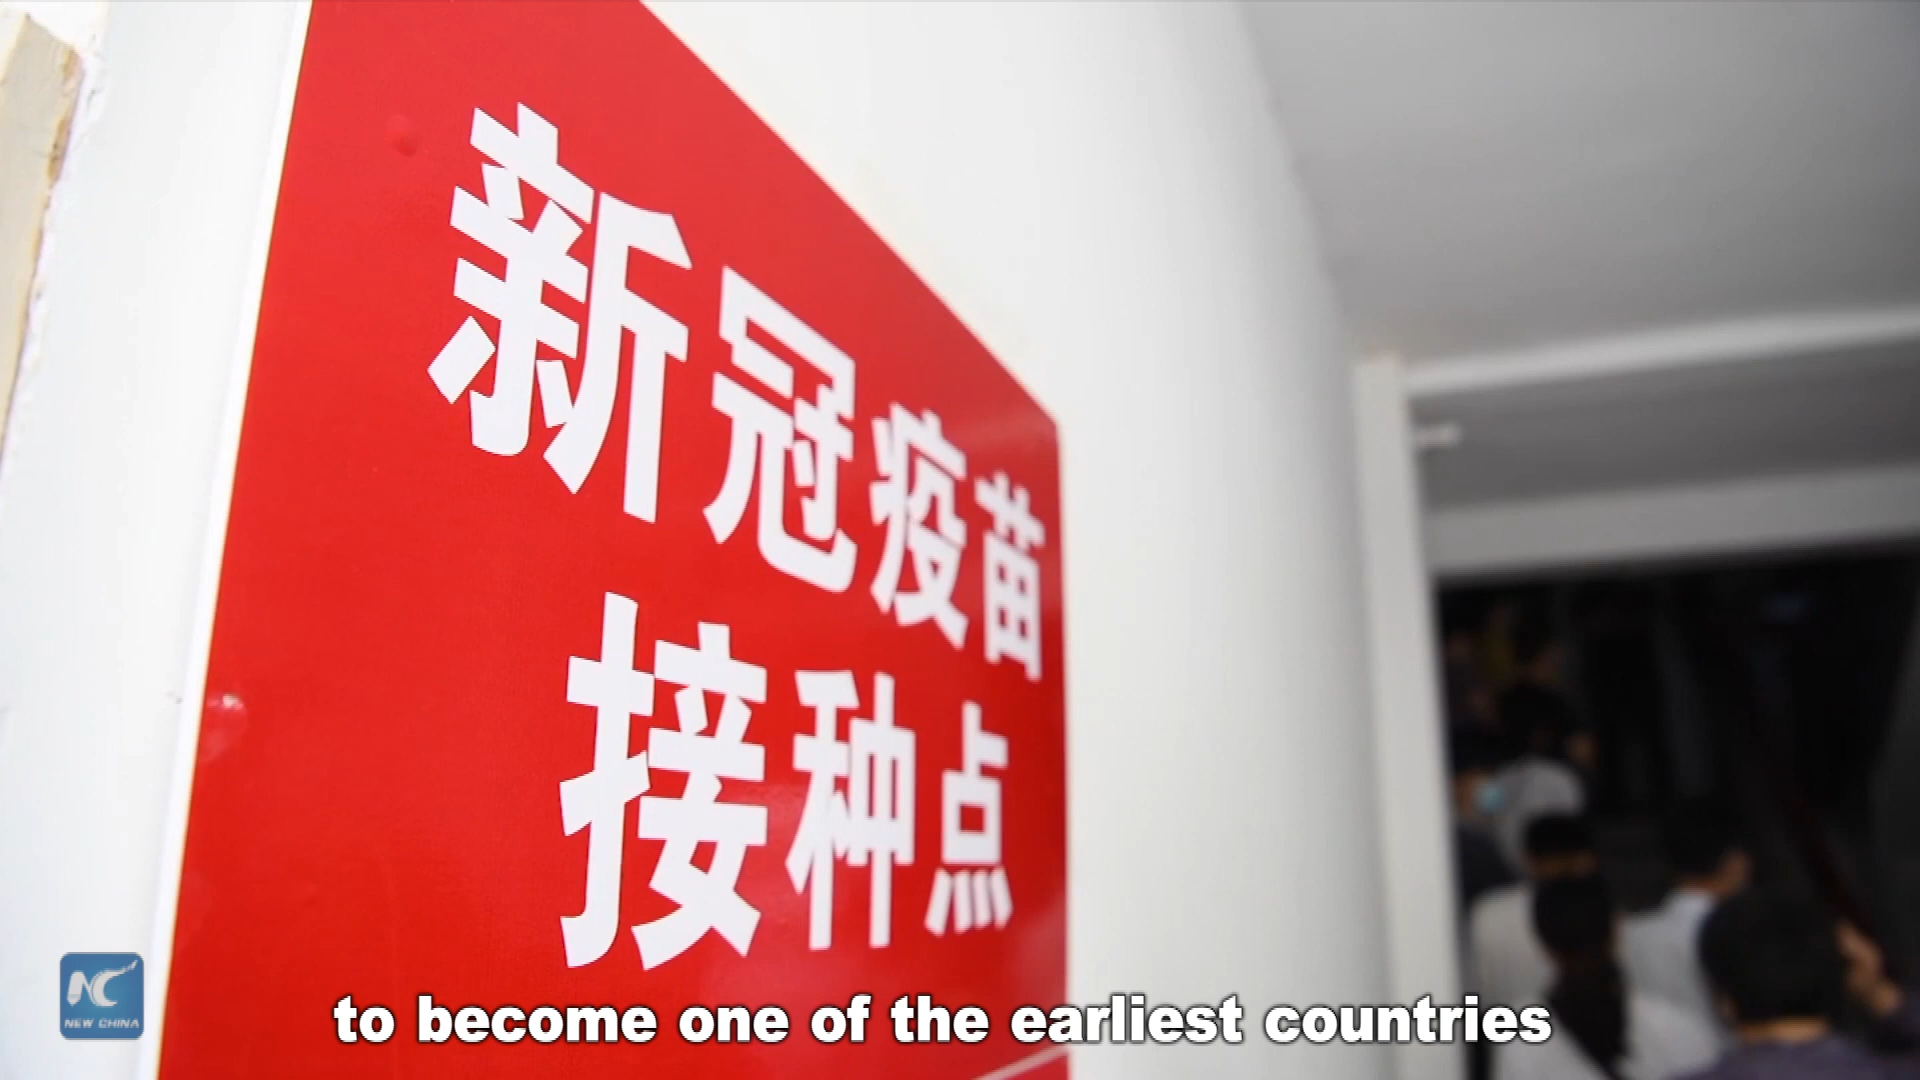 新冠疫苗
接种点
NEW CHINA
to become one of the earliest countries